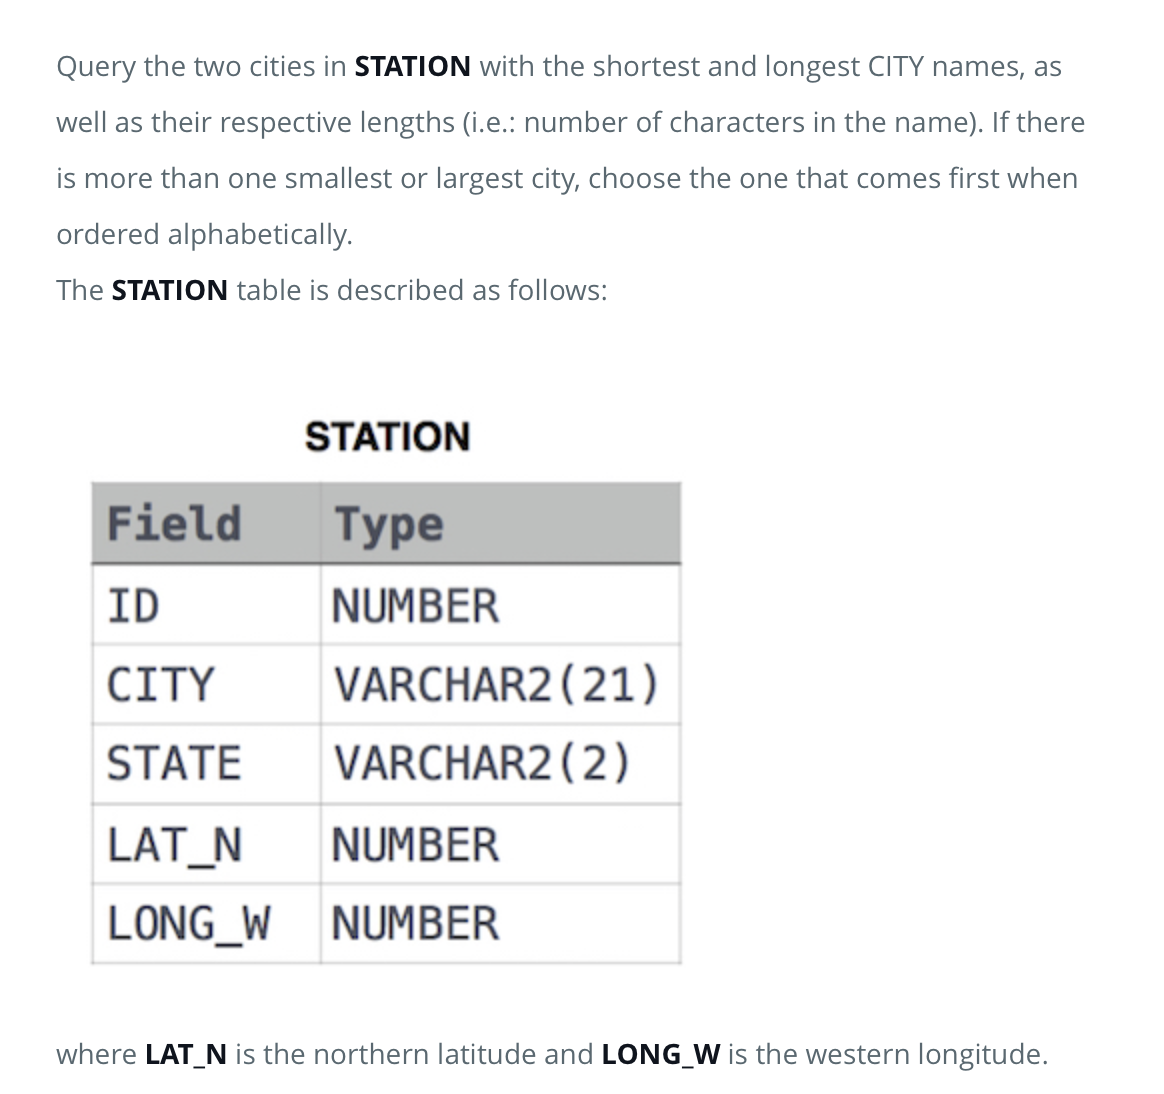 Query the two cities in STATION with the shortest and longest CITY names, as
well as their respective lengths (i.e.: number of characters in the name). If there
is more than one smallest or largest city, choose the one that comes first when
ordered alphabetically.
The STATION table is described as follows:
STATION
Field Type
ID NUMBER
CITY VARCHAR2(21)
STATE VARCHAR2(2)
LAT_N NUMBER
LONG_W NUMBER
where LAT_N is the northern latitude and LONG_W is the western longitude.